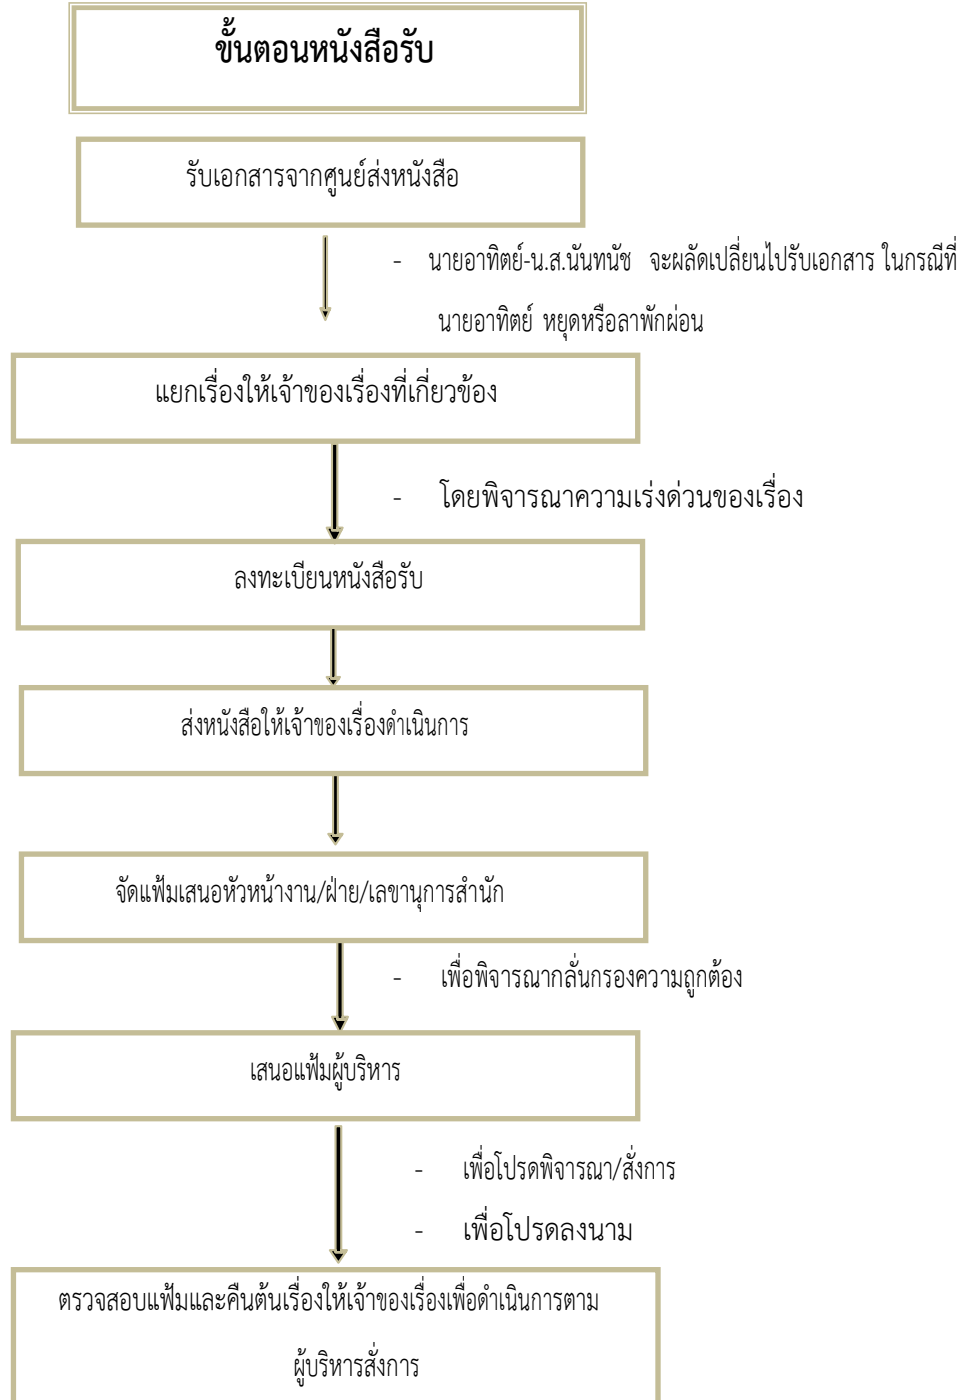 ขั้นตอนหนังสือรับ
รับเอกสารจากศูนย์ส่งหนังสือ
- นายอาทิตย์-น.ส.นันทนัช จะผลัดเปลี่ยนไปรับเอกสาร ในกรณีที่
นายอาทิตย์ หยุดหรือลาพักผ่อน
แยกเรื่องให้เจ้าของเรื่องที่เกี่ยวข้อง
- โดยพิจารณาความเร่งด่วนของเรื่อง
ลงทะเบียนหนังสือรับ
ส่งหนังสือให้เจ้าของเรื่องดำเนินการ
จัดแฟ้มเสนอหัวหน้างาน/ฝ่าย/เลขานุการสำนัก
- เพื่อพิจารณากลั่นกรองความถูกต้อง
เสนอแฟ้มผู้บริหาร
- เพื่อโปรดพิจารณา/สั่งการ
- เพื่อโปรดลงนาม
ตรวจสอบแฟ้มและคืนต้นเรื่องให้เจ้าของเรื่องเพื่อดำเนินการตาม
ผู้บริหารสั่งการ